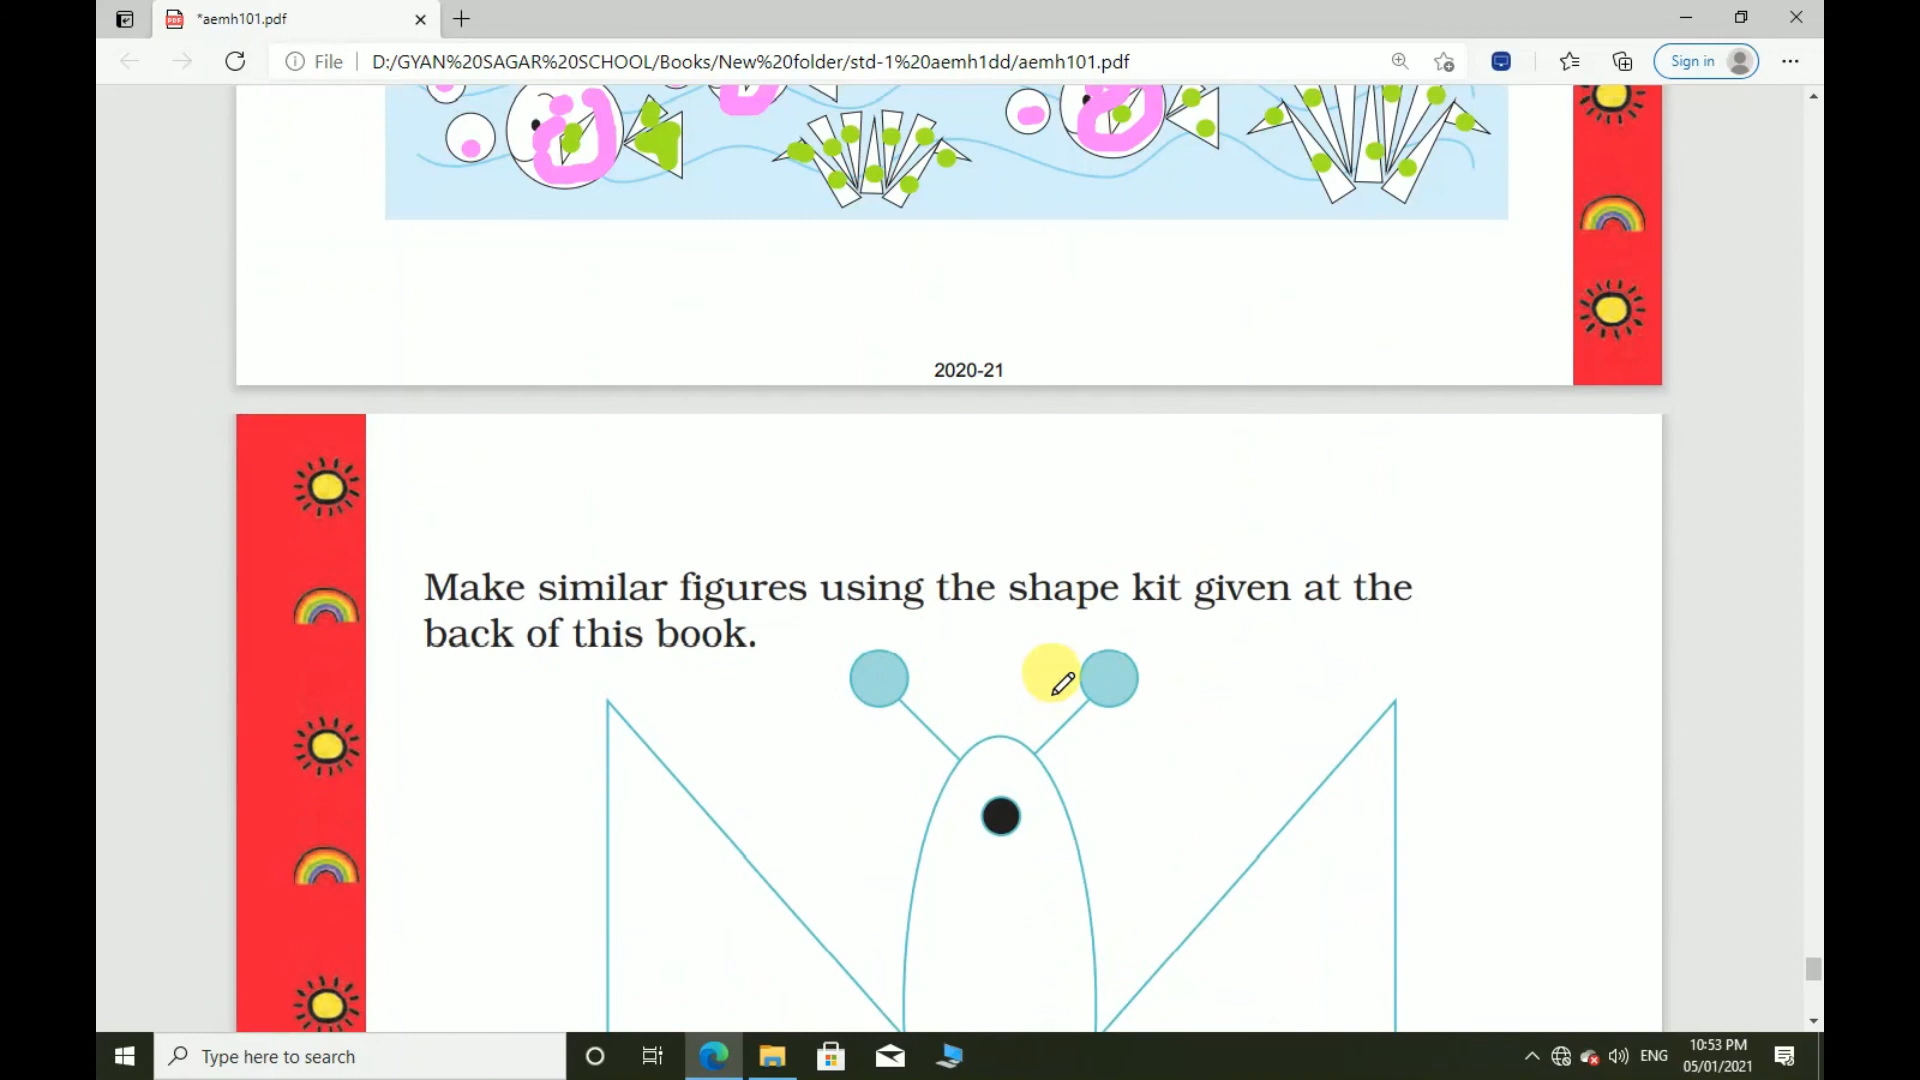 *aemh101.pdf
File
D:/GYAN%20SAGAR%20SCHOOL/Books/New%20folder/std-1%20aemh1dd/aemh101.pdf
Sign in
2020-21
Make similar figures using the shape kit given at the
back of this book.
Type here to search
ENG
10:53 PM
05/01/2021